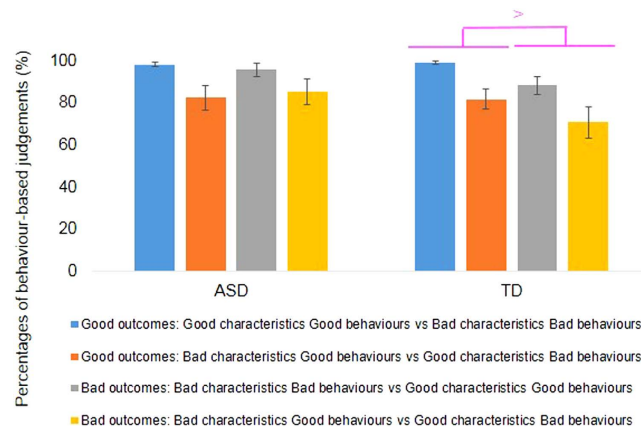 >
Percentages of behaviour-based judgements (%)
100
80
60
40
20
0
ASD
TD
Good outcomes: Good characteristics Good behaviours vs Bad characteristics Bad behaviours
Good outcomes: Bad characteristics Good behaviours vs Good characteristics Bad behaviours
Bad outcomes: Bad characteristics Bad behaviours vs Good characteristics Good behaviours
Bad outcomes: Bad characteristics Good behaviours vs Good characteristics Bad behaviours